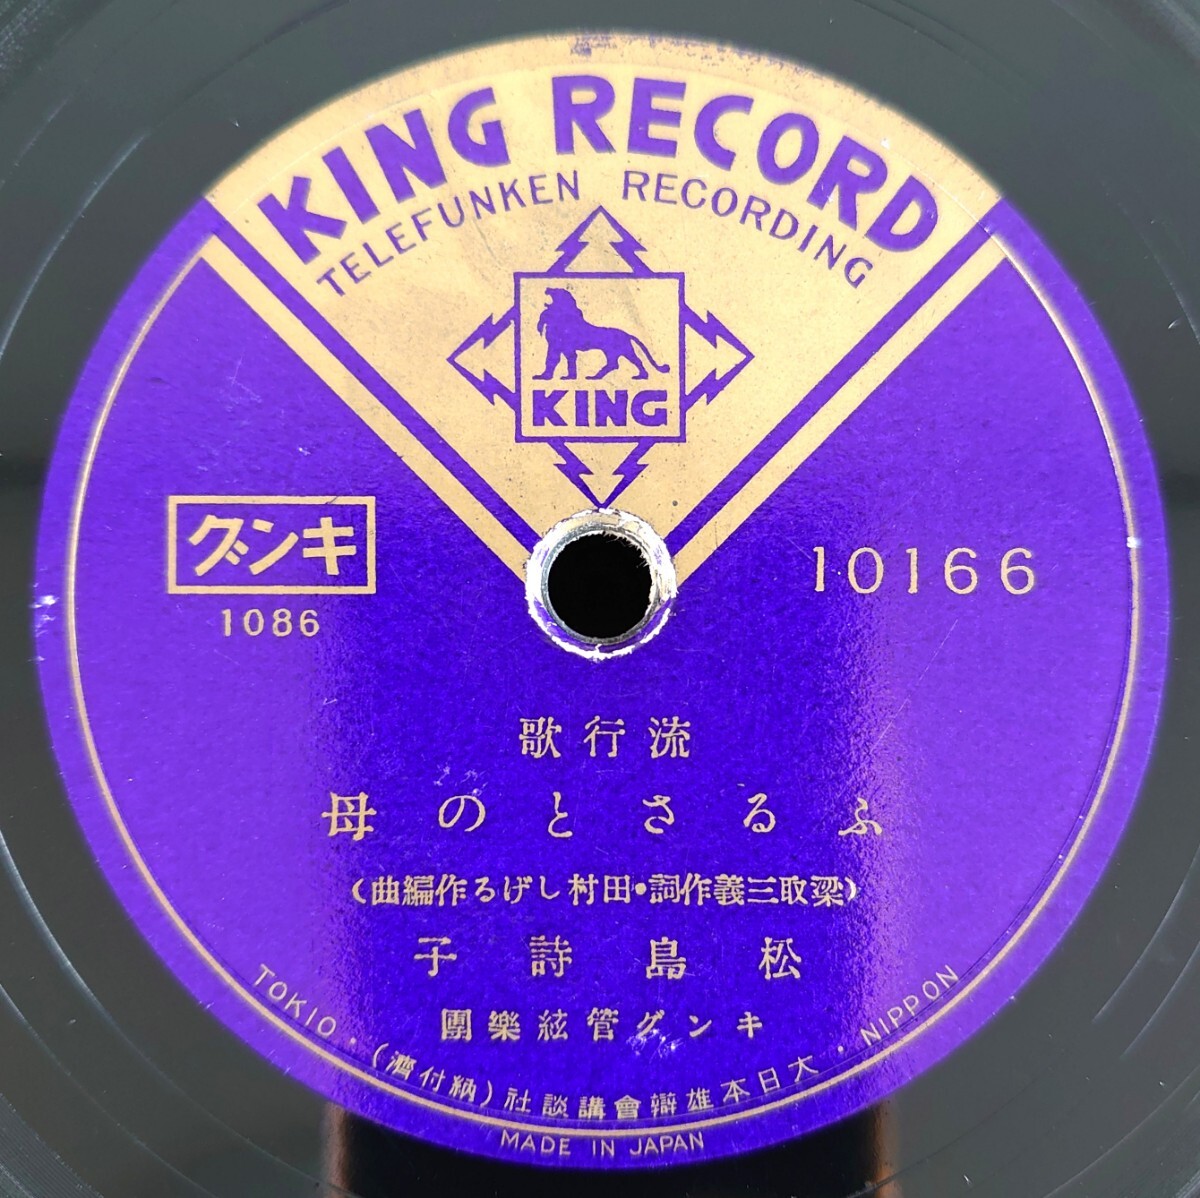 KING RECORD
TELEFUNKEN RECORDING
KING
キング
1086
10166
流行歌
ふるさとの母
(梁取三義作詞・田村しげる作編曲)
松島詩子
キング管絃樂團
TOKIO・(納付濟)社談講會辯雄本日大・NIPPON
MADE IN JAPAN